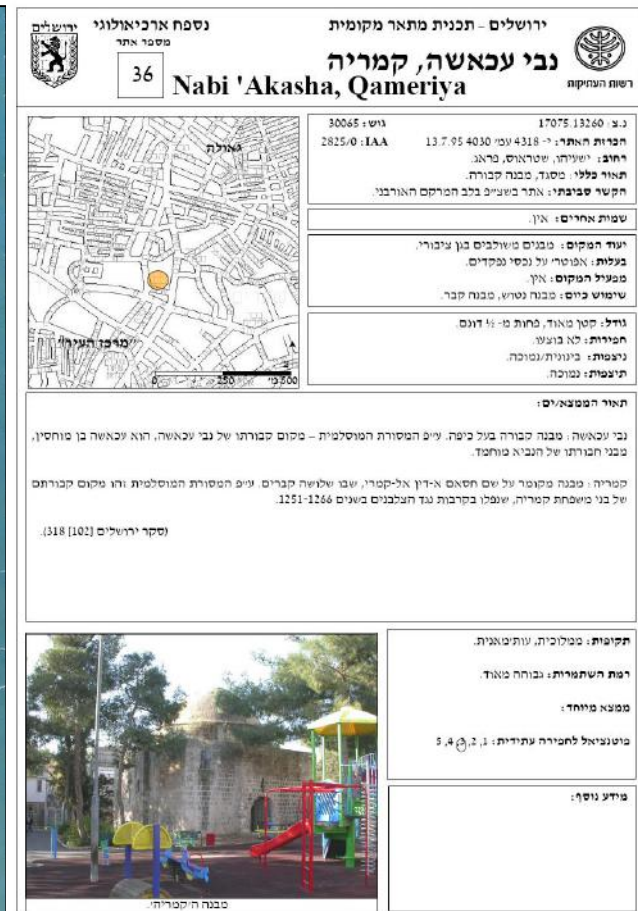 ירושלים - תכנית מתאר מקומית
נספח ארכיאולוגי
מספר אתר
36
ירושלים
רשות העתיקות
נבי עכאשה, קמריה
Nabi 'Akasha, Qameriya
נ.צ: 17075.13260 גוש: 30065
הכרזת האתר: י- 4318 עמ׳ 4030 13.7.95 IAA: 2825/0
רחוב: ישעיהו, שטראוס, פראג.
תאור כללי: מסגד, מבנה קבורה.
הקשר סביבתי: אתר בשצ״פ בלב המרקם האורבני.
שמות אחרים: אין.
יעוד המקום: מבנים משולבים בגן ציבורי.
בעלות: אפוטר׳ על נכסי נפקדים.
מפעיל המקום: אין.
שימוש כיום: מבנה נטוש, מבנה קבר.
גודל: קטן מאוד, פחות מ- ½ דונם.
חפירות: לא בוצעו.
ניצפות: בינונית/נמוכה.
תיצפות: נמוכה.
גאולה
"מרכז העיר"
0 250 500 מ׳
תאור הממצא/ים:
נבי עכאשה: מבנה קבורה בעל כיפה. ע״פ המסורת המוסלמית – מקום קבורתו של נבי עכאשה, הוא עכאשה בן מוחסין,
מבני חבורתו של הנביא מוחמד.
קמריה: מבנה מקומר על שם חסאם א-דין אל-קמרי, שבו שלושה קברים. ע״פ המסורת המוסלמית זהו מקום קבורתם
של בני משפחת קמריה, שנפלו בקרבות נגד הצלבנים בשנים 1251-1266.
(סקר ירושלים [102] 318).
תקופות: ממלוכית, עות׳מאנית.
רמת השתמרות: גבוהה מאוד.
ממצא מיוחד:
פוטנציאל לחפירה עתידית: 1, 2, 3, 4, 5
מידע נוסף:
מבנה ה׳קמריה׳.